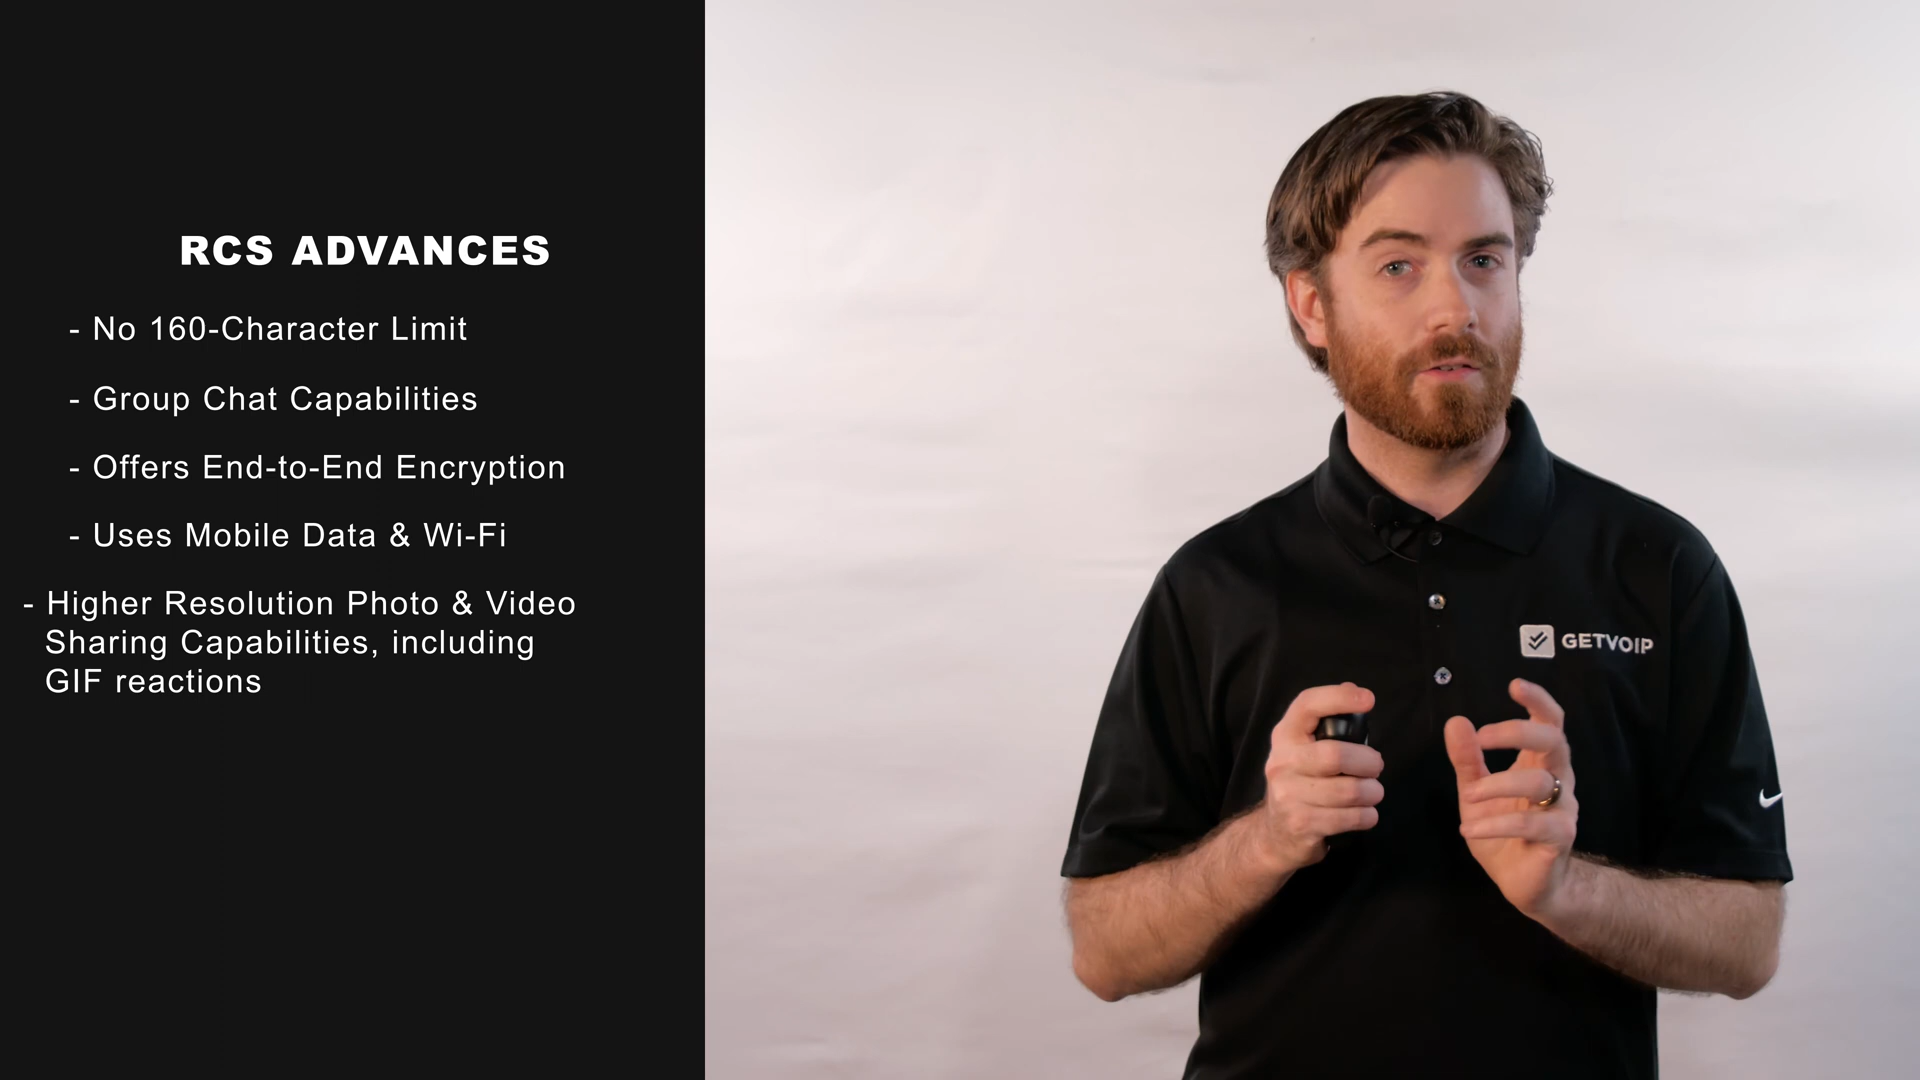 RCS ADVANCES
- No 160-Character Limit
- Group Chat Capabilities
- Offers End-to-End Encryption
- Uses Mobile Data & Wi-Fi
- Higher Resolution Photo & Video
Sharing Capabilities, including
GIF reactions
GETVOIP